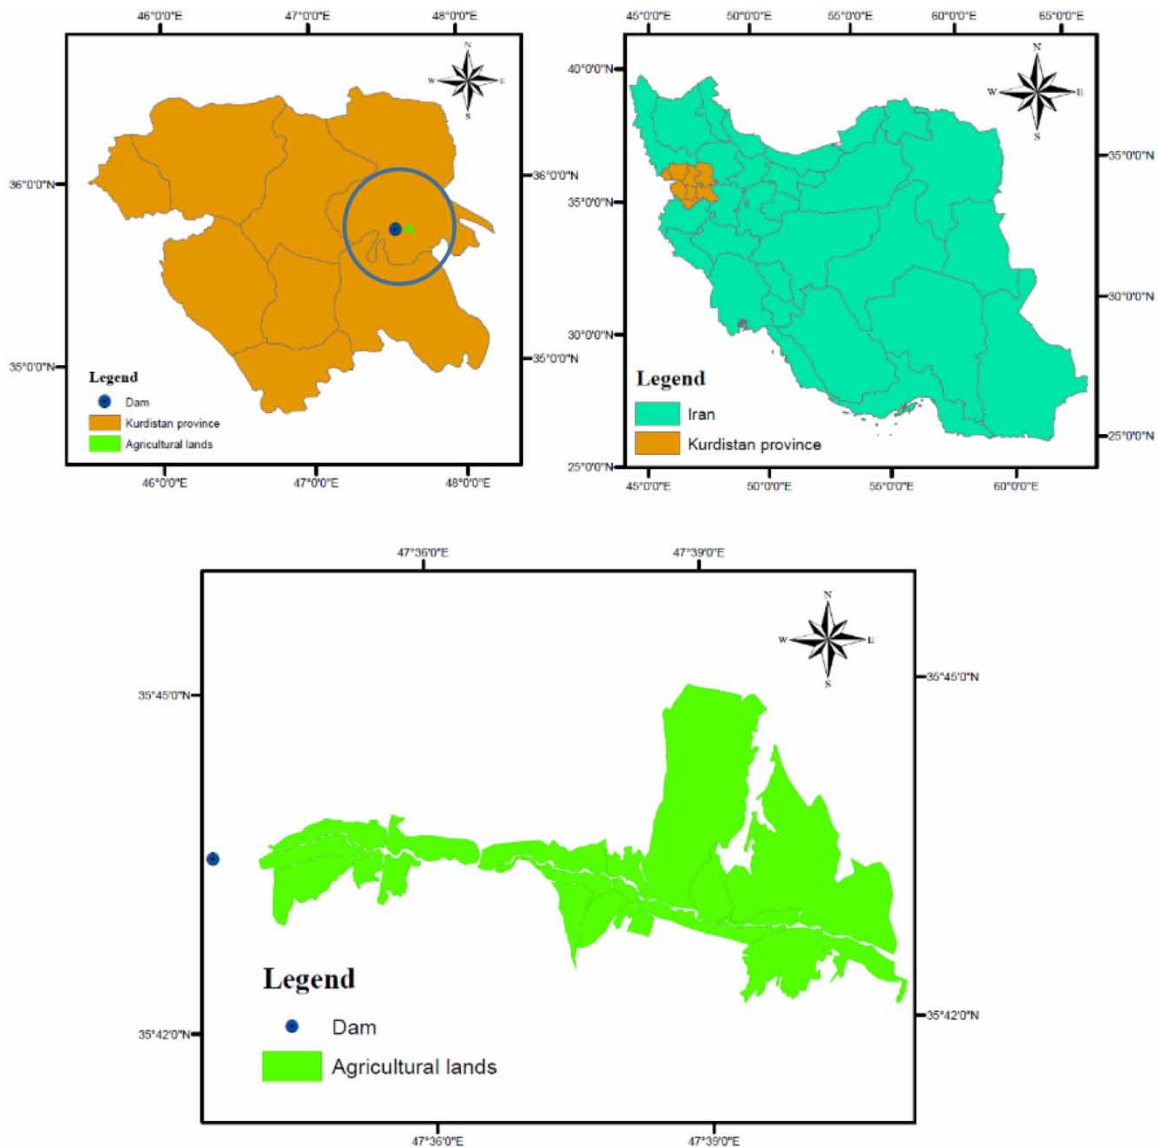 46°0'0"E 47°0'0"E 48°0'0"E
N
W E
S
36°0'0"N 36°0'0"N
35°0'0"N 35°0'0"N
Legend
Dam
Kurdistan province
Agricultural lands
46°0'0"E 47°0'0"E 48°0'0"E
45°0'0"E 50°0'0"E 55°0'0"E 60°0'0"E 65°0'0"E
N
W E
S
40°0'0"N
35°0'0"N
35°0'0"N
30°0'0"N
30°0'0"N
25°0'0"N
25°0'0"N
Legend
Iran
Kurdistan province
45°0'0"E 50°0'0"E 55°0'0"E 60°0'0"E
47°36'0"E 47°39'0"E
N
W E
S
35°45'0"N 35°45'0"N
35°42'0"N 35°42'0"N
Legend
Dam
Agricultural lands
47°36'0"E 47°39'0"E